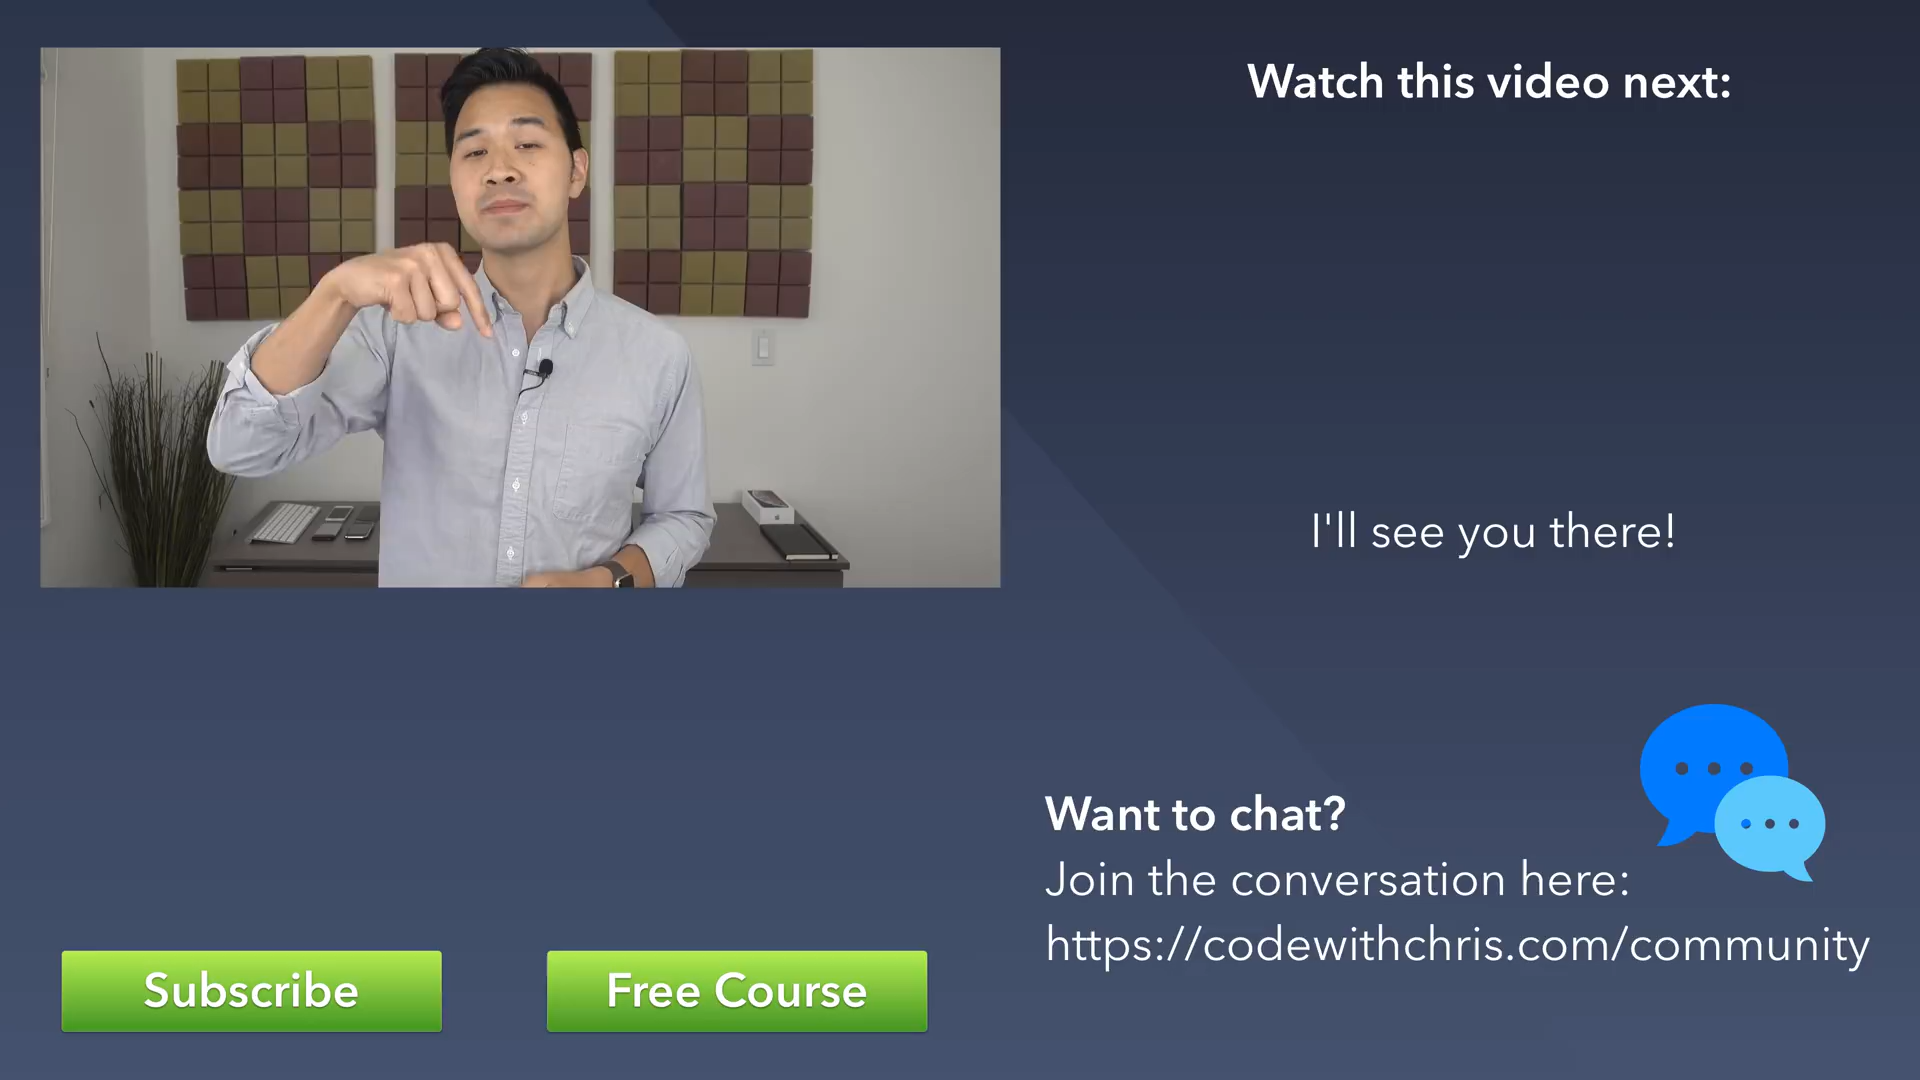 Watch this video next:
I'll see you there!
Want to chat?
Join the conversation here:
https://codewithchris.com/community
Subscribe
Free Course